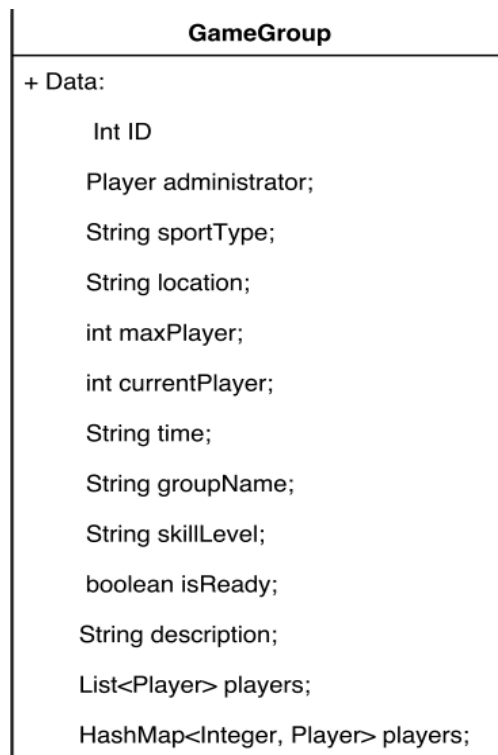 GameGroup
+ Data:
Int ID
Player administrator;
String sportType;
String location;
int maxPlayer;
int currentPlayer;
String time;
String groupName;
String skillLevel;
boolean isReady;
String description;
List<Player> players;
HashMap<Integer, Player> players;